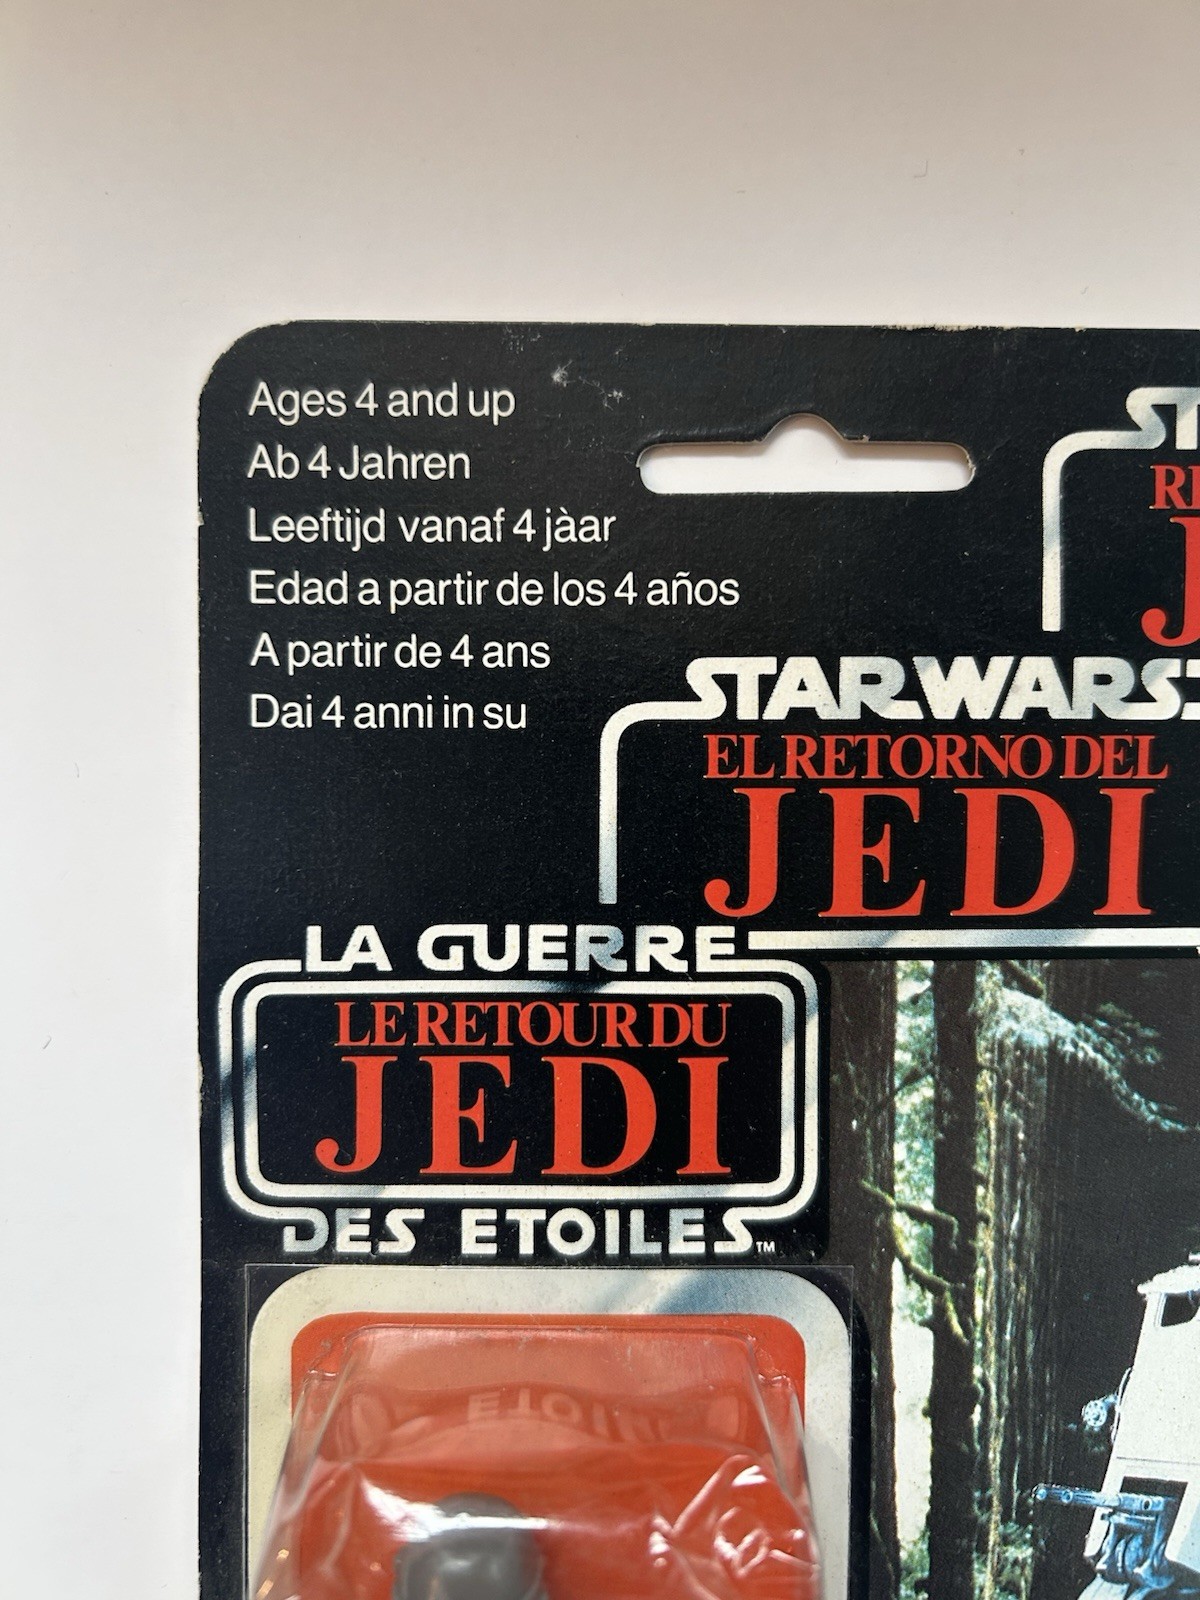 Ages 4 and up
Ab 4 Jahren
Leeftijd vanaf 4 jàar
Edad a partir de los 4 años
A partir de 4 ans
Dai 4 anni in su
STAR WARS
EL RETORNO DEL
JEDI
LA GUERRE
LE RETOUR DU
JEDI
DES ETOILES™